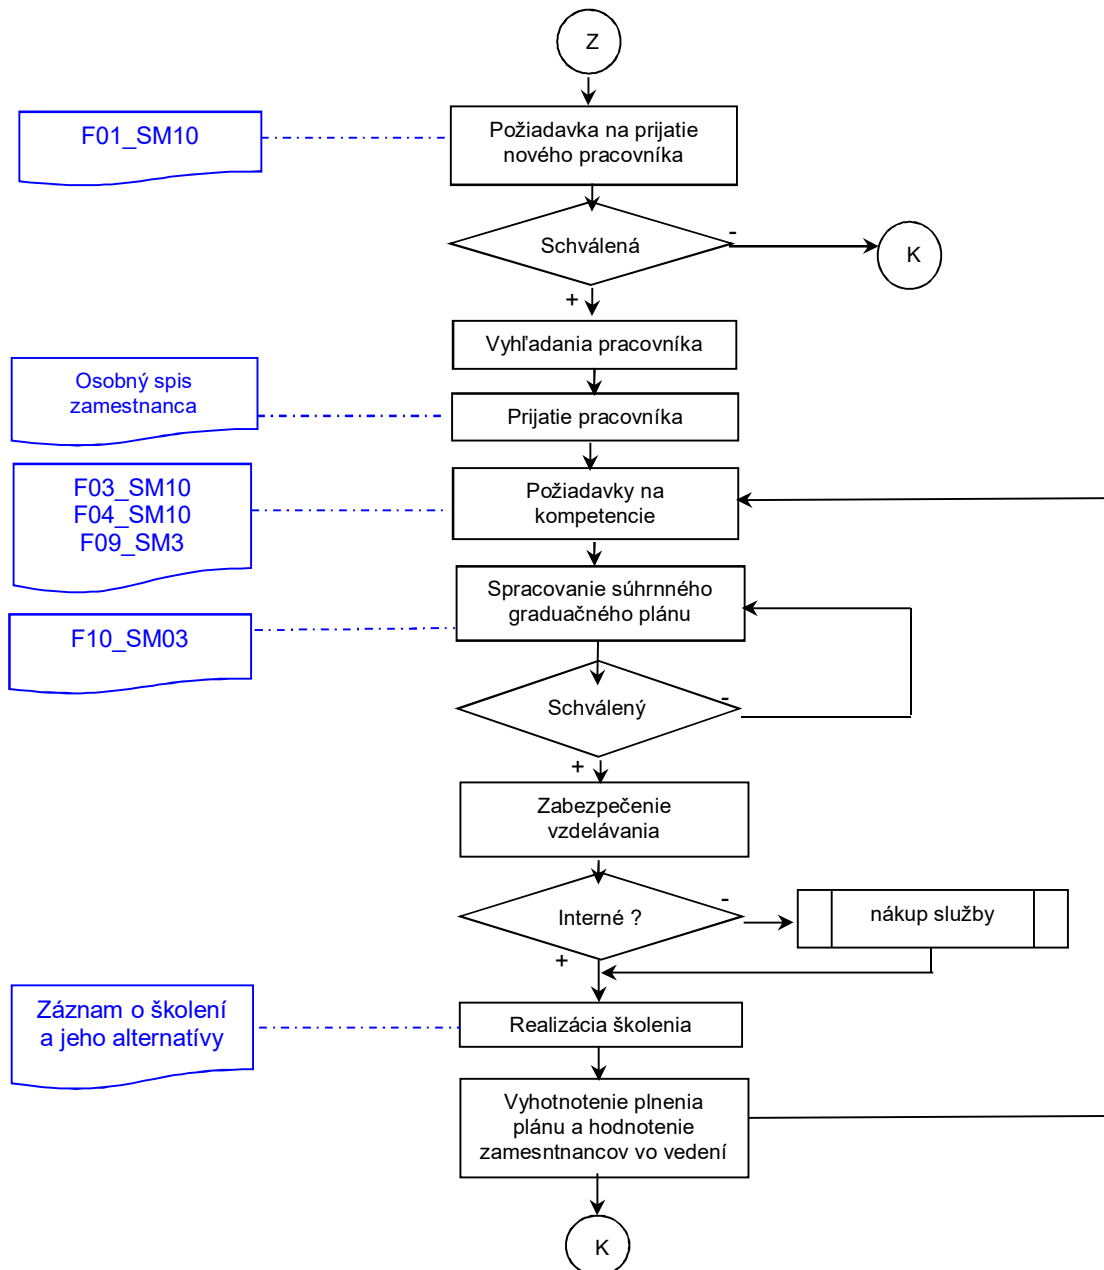 Z
F01_SM10
Požiadavka na prijatie
nového pracovníka
Schválená
-
K
+
Vyhľadania pracovníka
Osobný spis
zamestnanca
Prijatie pracovníka
F03_SM10
F04_SM10
F09_SM3
Požiadavky na
kompetencie
Spracovanie súhrnného
graduačného plánu
F10_SM03
Schválený
-
+
Zabezpečenie
vzdelávania
Interné ?
-
nákup služby
+
Záznam o školení
a jeho alternatívy
Realizácia školenia
Vyhotnotenie plnenia
plánu a hodnotenie
zamesntnancov vo vedení
K